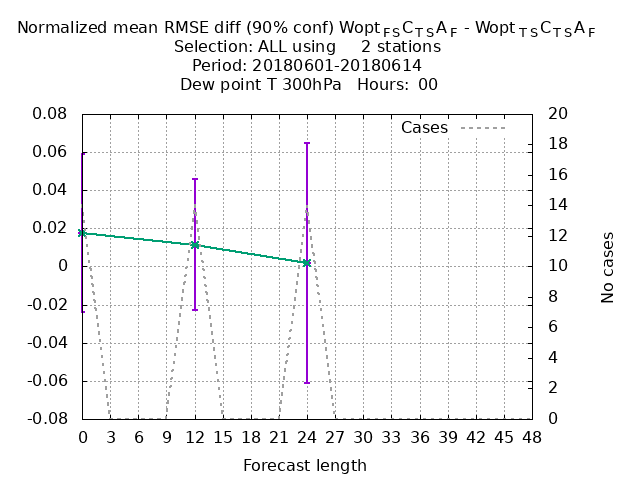 Normalized mean RMSE diff (90% conf) Wopt FS C TS A F - Wopt TS C TS A F
Selection: ALL using 2 stations
Period: 20180601-20180614
Dew point T 300hPa Hours: 00
Cases
0.08
0.06
0.04
0.02
0
-0.02
-0.04
-0.06
-0.08
20
18
16
14
12
10
8
6
4
2
0
No cases
0 3 6 9 12 15 18 21 24 27 30 33 36 39 42 45 48
Forecast length